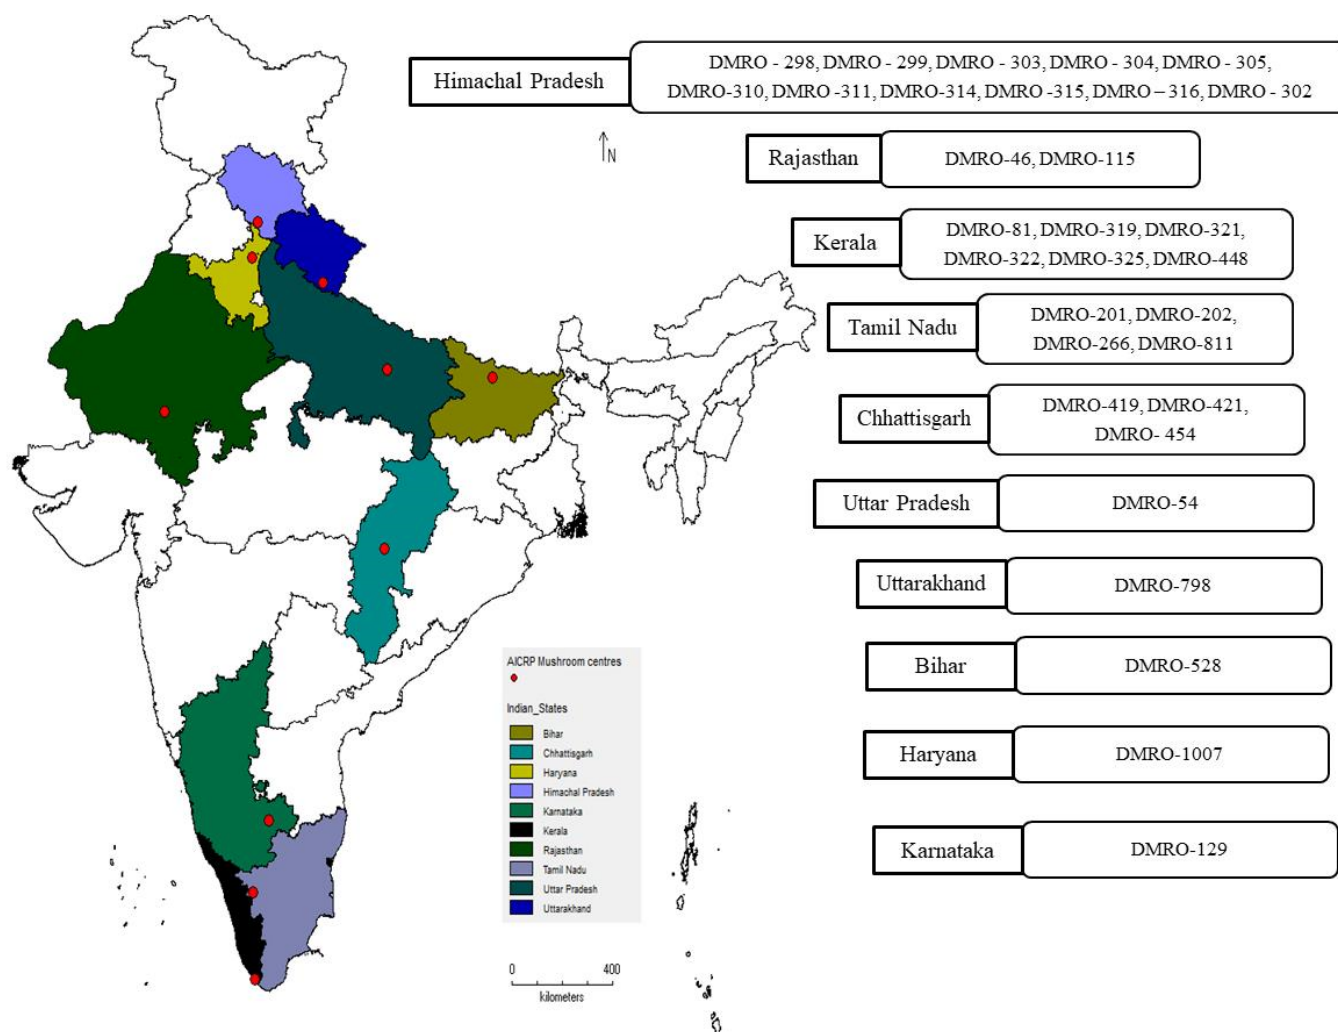 Himachal Pradesh
DMRO - 298, DMRO - 299, DMRO - 303, DMRO - 304, DMRO - 305,
DMRO-310, DMRO -311, DMRO-314, DMRO-315, DMRO – 316, DMRO - 302
N
Rajasthan
DMRO-46, DMRO-115
Kerala
DMRO-81, DMRO-319, DMRO-321,
DMRO-322, DMRO-325, DMRO-448
Tamil Nadu
DMRO-201, DMRO-202,
DMRO-266, DMRO-811
Chhattisgarh
DMRO-419, DMRO-421,
DMRO- 454
Uttar Pradesh
DMRO-54
Uttarakhand
DMRO-798
Bihar
DMRO-528
Haryana
DMRO-1007
Karnataka
DMRO-129
AICRP Mushroom centres
Indian_States
Bihar
Chhattisgarh
Haryana
Himachal Pradesh
Karnataka
Kerala
Rajasthan
Tamil Nadu
Uttar Pradesh
Uttarakhand
0 400
kilometers